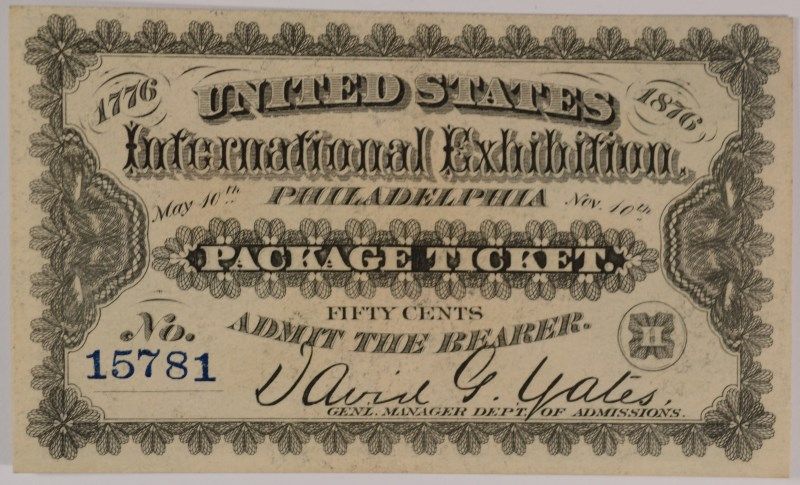 1776 UNITED STATES 1876
International Exhibition.
May 10th PHILADELPHIA Nov. 10th
PACKAGE TICKET.
FIFTY CENTS
ADMIT THE BEARER.
No.
15781
H
David G. Yates,
GENL. MANAGER DEPT. OF ADMISSIONS.